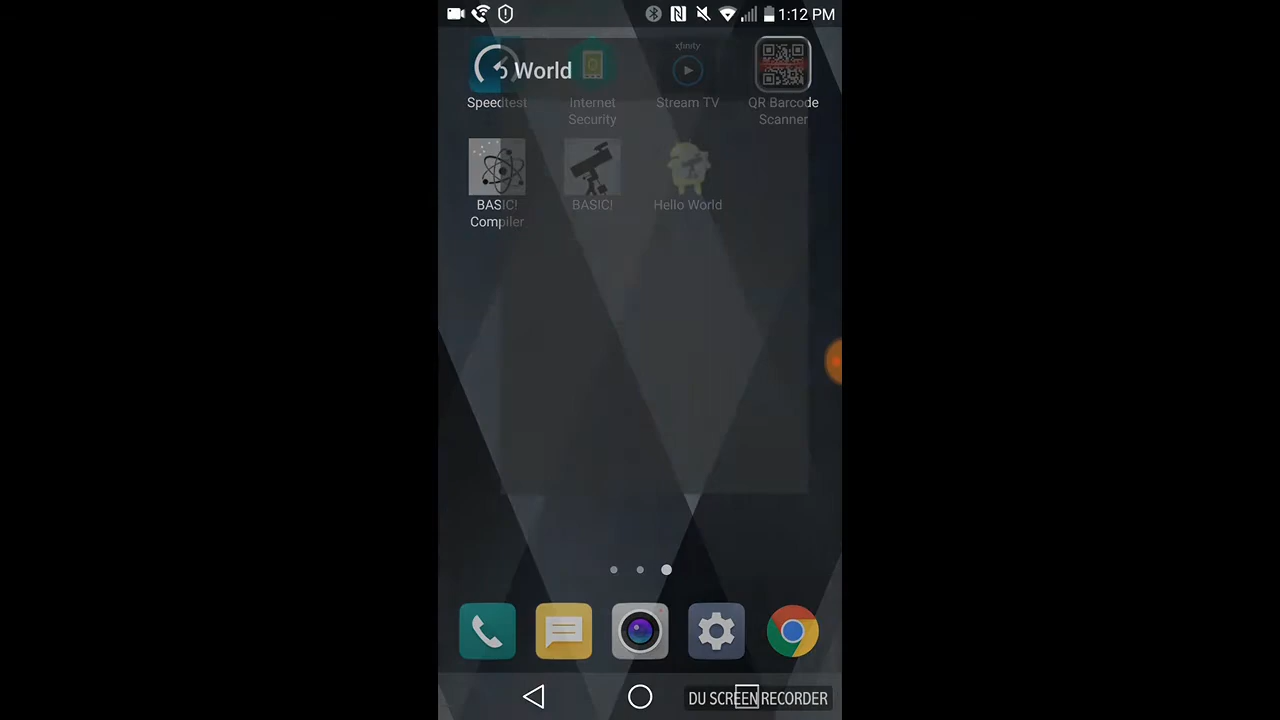 1:12 PM
xfinity
World
Speedtest
Internet
Security
Stream TV
QR Barcode
Scanner
BASIC!
Compiler
BASIC!
Hello World
DU SCREEN RECORDER